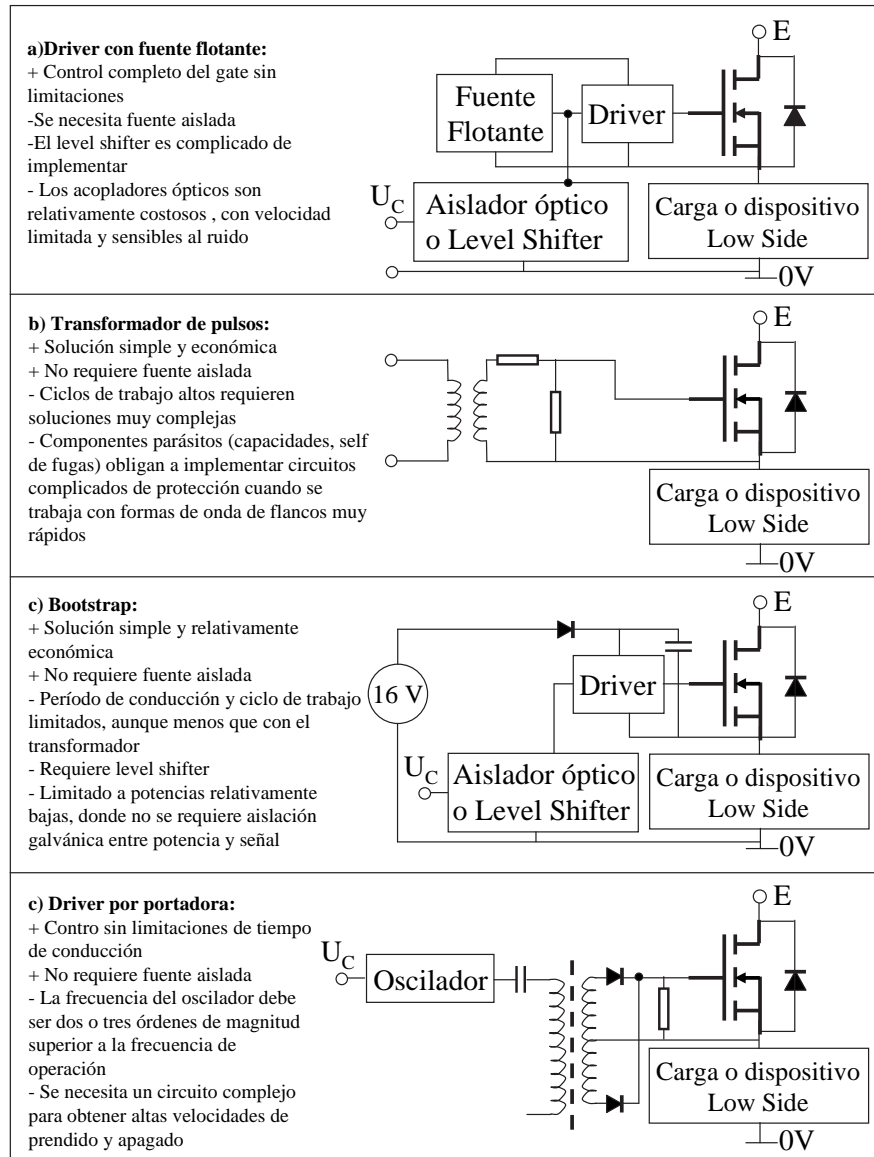 a)Driver con fuente flotante:
+ Control completo del gate sin
limitaciones
-Se necesita fuente aislada
-El level shifter es complicado de
implementar
- Los acopladores ópticos son
relativamente costosos , con velocidad
limitada y sensibles al ruido
E
Fuente
Flotante
Driver
U_C
Aislador óptico
o Level Shifter
Carga o dispositivo
Low Side
0V
b) Transformador de pulsos:
+ Solución simple y económica
+ No requiere fuente aislada
- Ciclos de trabajo altos requieren
soluciones muy complejas
- Componentes parásitos (capacidades, self
de fugas) obligan a implementar circuitos
complicados de protección cuando se
trabaja con formas de onda de flancos muy
rápidos
E
Carga o dispositivo
Low Side
0V
c) Bootstrap:
+ Solución simple y relativamente
económica
+ No requiere fuente aislada
- Período de conducción y ciclo de trabajo
limitados, aunque menos que con el
transformador
- Requiere level shifter
- Limitado a potencias relativamente
bajas, donde no se requiere aislación
galvánica entre potencia y señal
E
16 V
Driver
U_C
Aislador óptico
o Level Shifter
Carga o dispositivo
Low Side
0V
c) Driver por portadora:
+ Contro sin limitaciones de tiempo
de conducción
+ No requiere fuente aislada
- La frecuencia del oscilador debe
ser dos o tres órdenes de magnitud
superior a la frecuencia de
operación
- Se necesita un circuito complejo
para obtener altas velocidades de
prendido y apagado
E
U_C
Oscilador
Carga o dispositivo
Low Side
0V